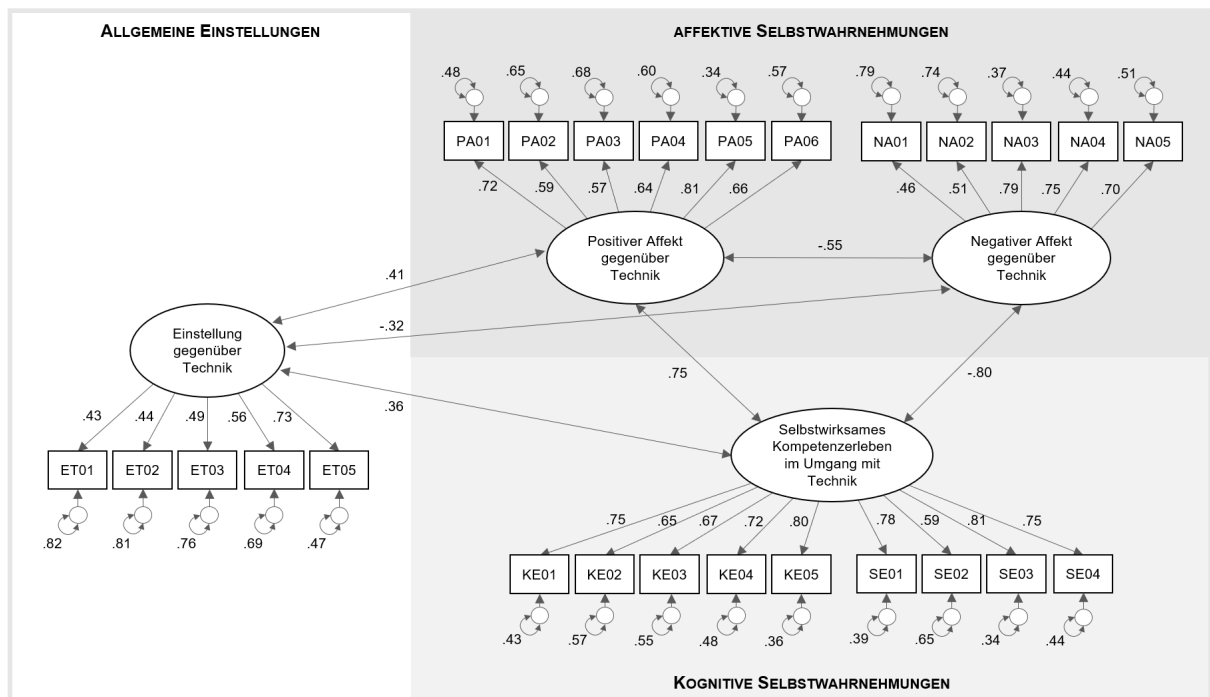 ALLGEMEINE EINSTELLUNGEN
AFFEKTIVE SELBSTWAHRNEHMUNGEN
.48 .65 .68 .60 .34 .57
.79 .74 .37 .44 .51
PA01 PA02 PA03 PA04 PA05 PA06
NA01 NA02 NA03 NA04 NA05
.72 .59 .57 .64 .81 .66
.46 .51 .79 .75 .70
Positiver Affekt
gegenüber
Technik
-.55
Negativer Affekt
gegenüber
Technik
.41
-.32
Einstellung
gegenüber
Technik
.75
-.80
.36
.43 .44 .49 .56 .73
ET01 ET02 ET03 ET04 ET05
.82 .81 .76 .69 .47
Selbstwirksames
Kompetenzerleben
im Umgang mit
Technik
.75 .65 .67 .72 .80 .78 .59 .81 .75
KE01 KE02 KE03 KE04 KE05 SE01 SE02 SE03 SE04
.43 .57 .55 .48 .36 .39 .65 .34 .44
KOGNITIVE SELBSTWAHRNEHMUNGEN